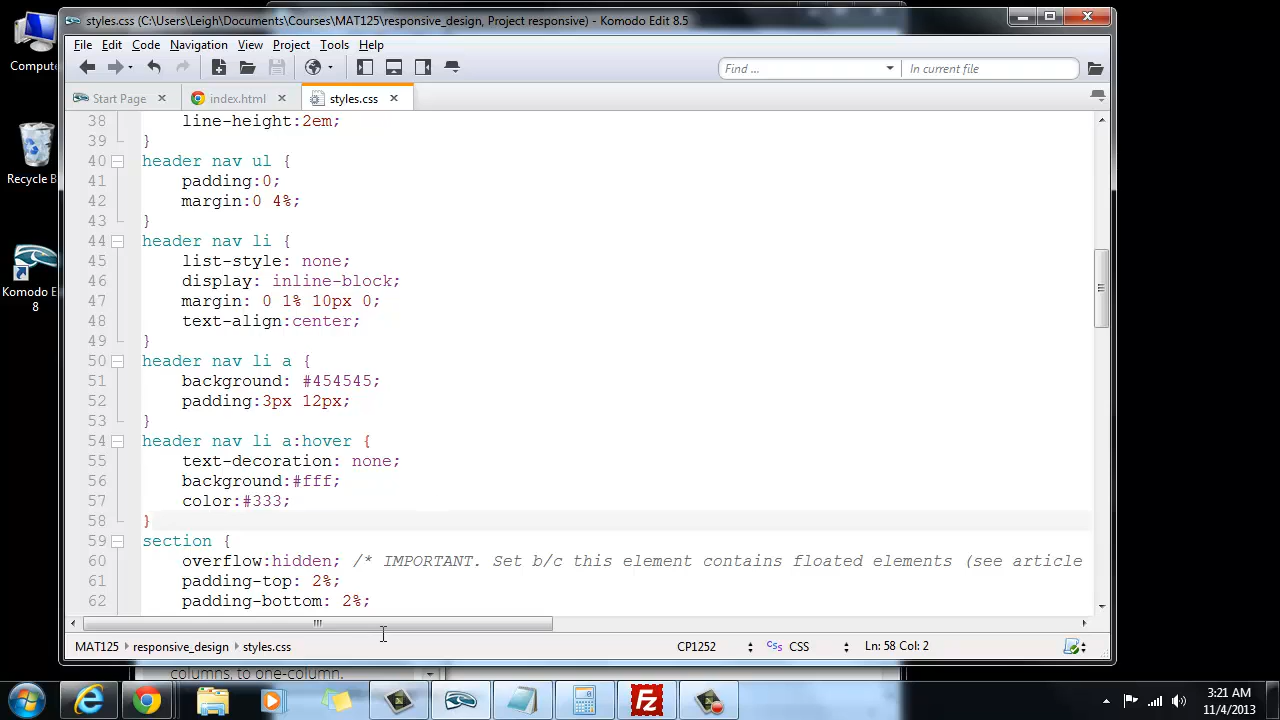 styles.css (C:\Users\Leigh\Documents\Courses\MAT125\responsive_design, Project responsive) - Komodo Edit 8.5
Comput
Recycle B
Komodo E
8
File Edit Code Navigation View Project Tools Help
Find ... In current file
Start Page index.html styles.css
38 line-height:2em;
39 }
40 header nav ul {
41 padding:0;
42 margin:0 4%;
43 }
44 header nav li {
45 list-style: none;
46 display: inline-block;
47 margin: 0 1% 10px 0;
48 text-align:center;
49 }
50 header nav li a {
51 background: #454545;
52 padding:3px 12px;
53 }
54 header nav li a:hover {
55 text-decoration: none;
56 background:#fff;
57 color:#333;
58 }
59 section {
60 overflow:hidden; /* IMPORTANT. Set b/c this element contains floated elements (see article
61 padding-top: 2%;
62 padding-bottom: 2%;
MAT125 responsive_design styles.css CP1252 CSS CSS Ln: 58 Col: 2
columns, to one-column.
Fz
3:21 AM
11/4/2013